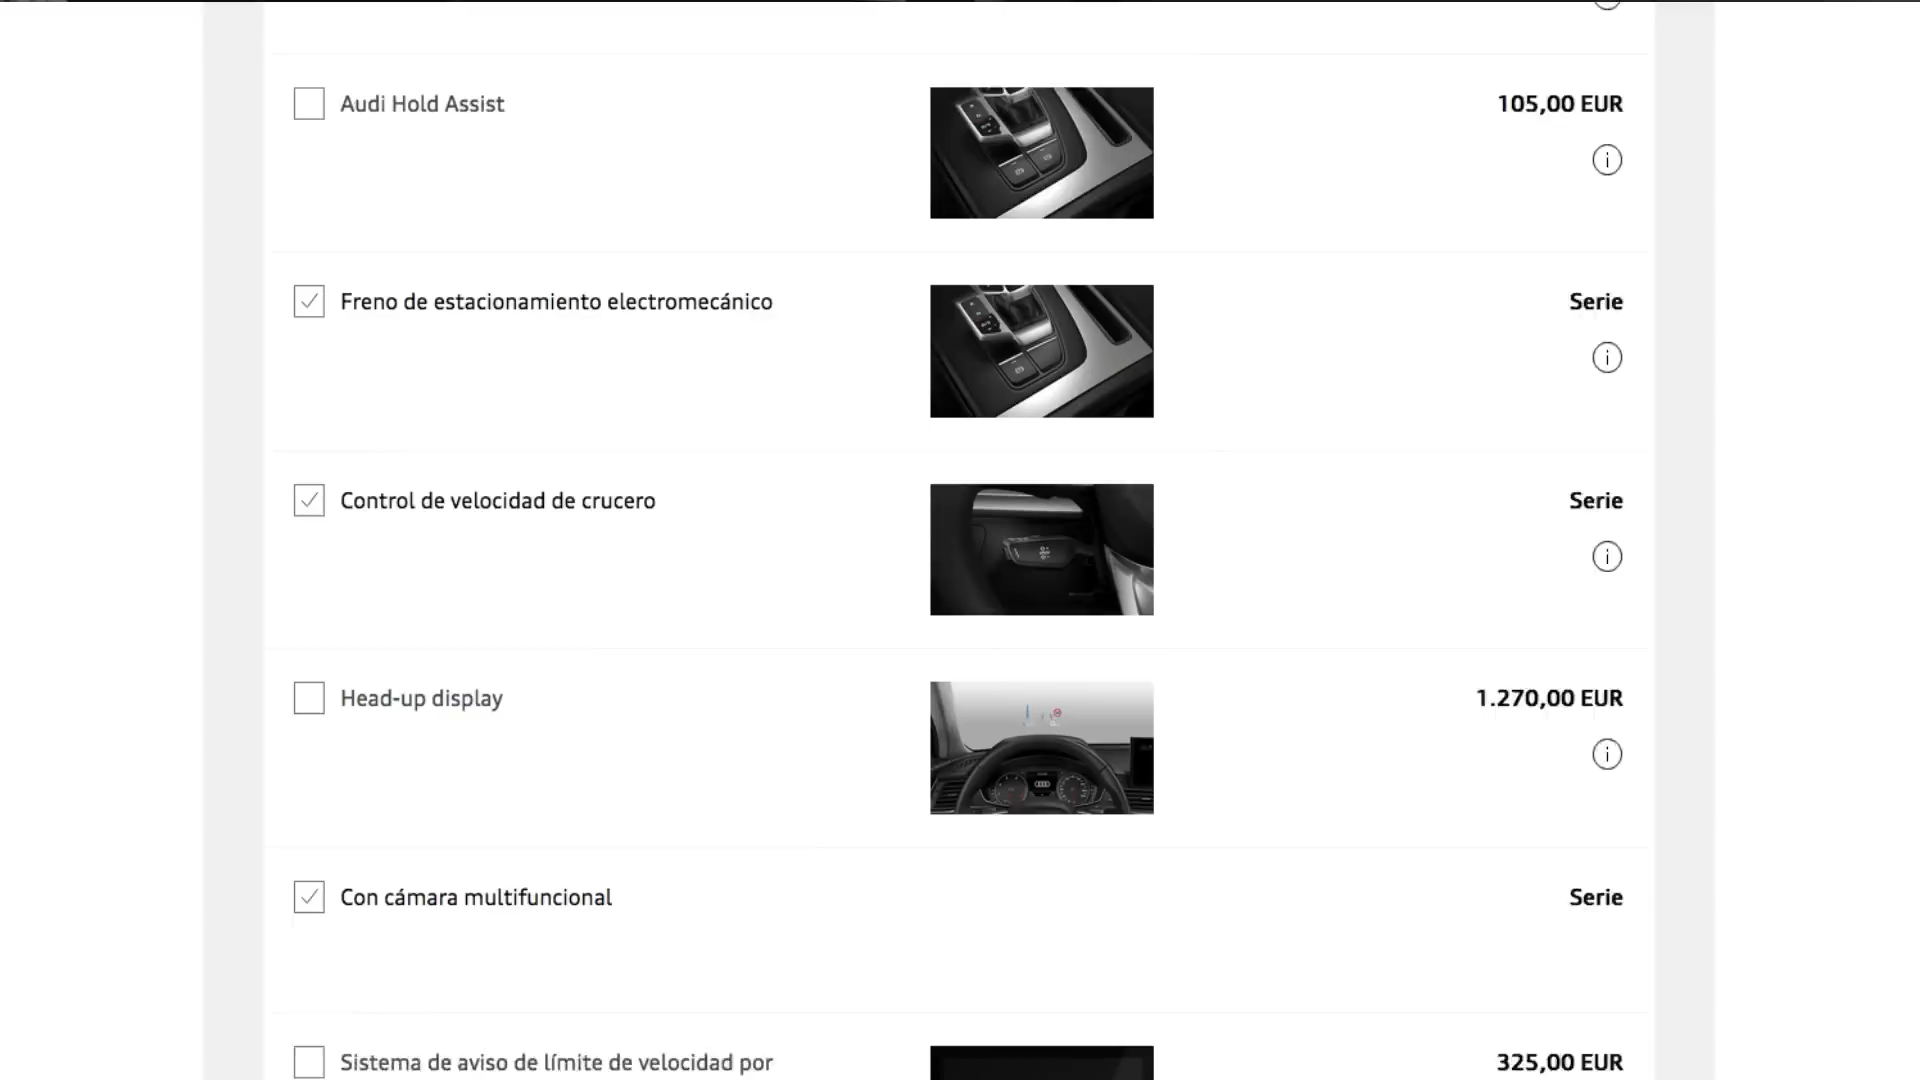 Audi Hold Assist 105,00 EUR
Freno de estacionamiento electromecánico Serie
Control de velocidad de crucero Serie
Head-up display 1.270,00 EUR
Con cámara multifuncional Serie
Sistema de aviso de límite de velocidad por 325,00 EUR